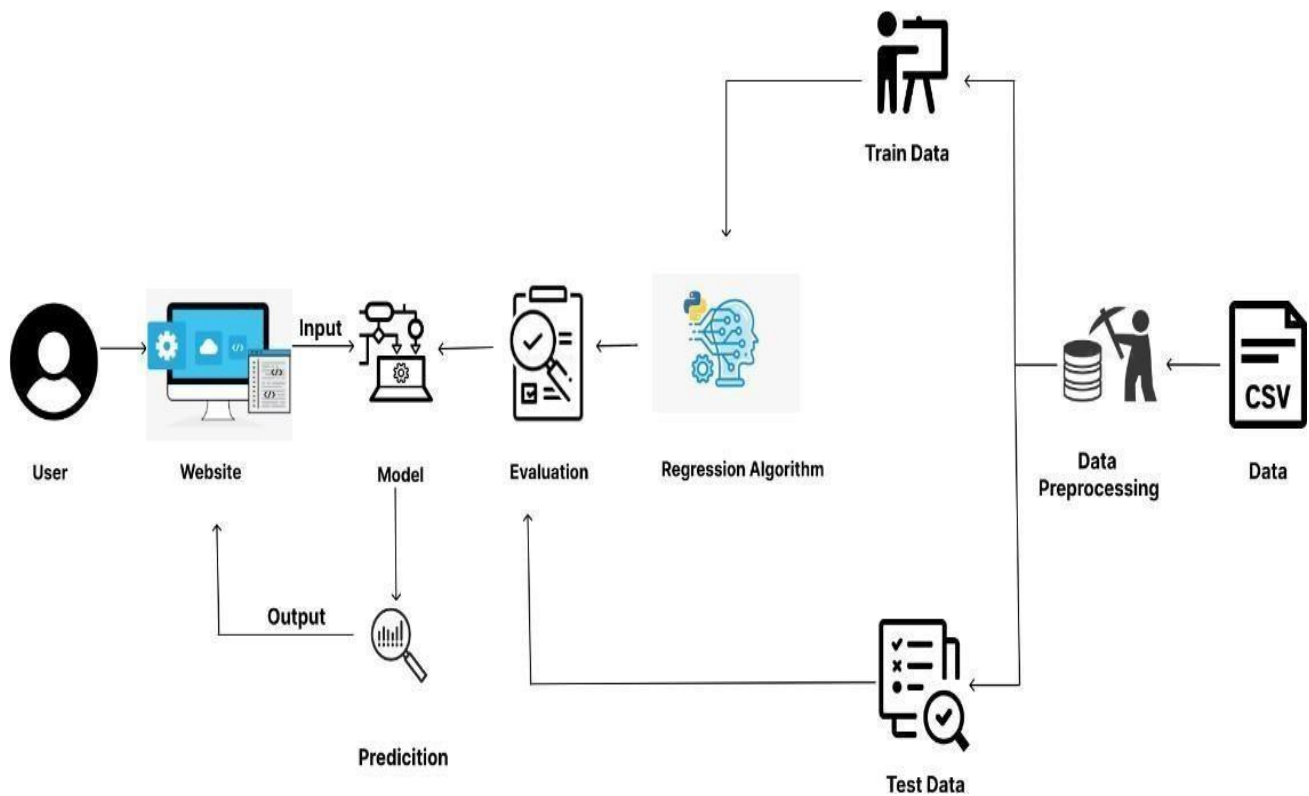 Train Data
Input
CSV
User
Website
Model
Evaluation
Regression Algorithm
Data
Preprocessing
Data
Output
Predicition
Test Data